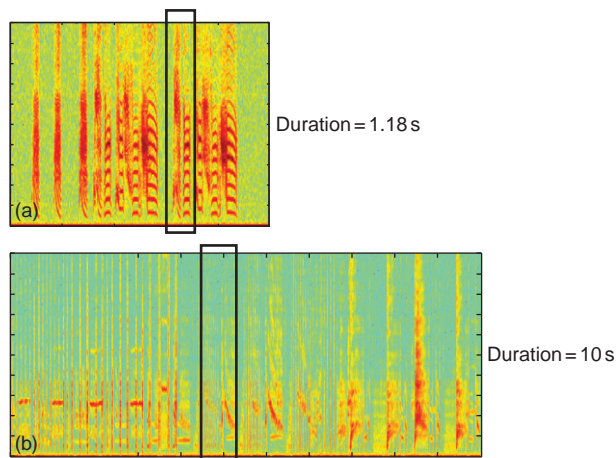 Duration = 1.18 s
(a)
Duration = 10 s
(b)